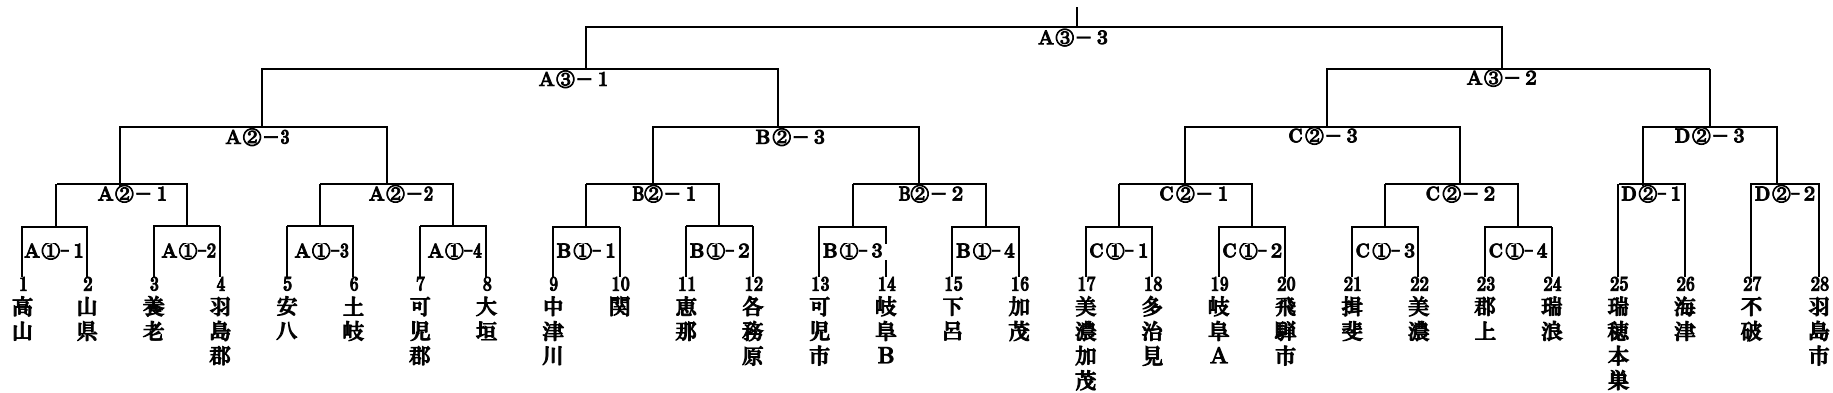 A③－3
A③－1
A③－2
A②－3
B②－3
C②－3
D②－3
A②－1
A②－2
B②－1
B②－2
C②－1
C②－2
D②-1
D②-2
A①-1
A①-2
A①-3
A①-4
B①-1
B①-2
B①-3
B①-4
C①-1
C①-2
C①-3
C①-4
1
高山
2
山県
3
養老
4
羽島郡
5
安八
6
土岐
7
可児郡
8
大垣
9
中津川
10
関
11
恵那
12
各務原
13
可児市
14
岐阜B
15
下呂
16
加茂
17
美濃加茂
18
多治見
19
岐阜A
20
飛騨市
21
揖斐
22
美濃
23
郡上
24
瑞浪
25
瑞穂本巣
26
海津
27
不破
28
羽島市